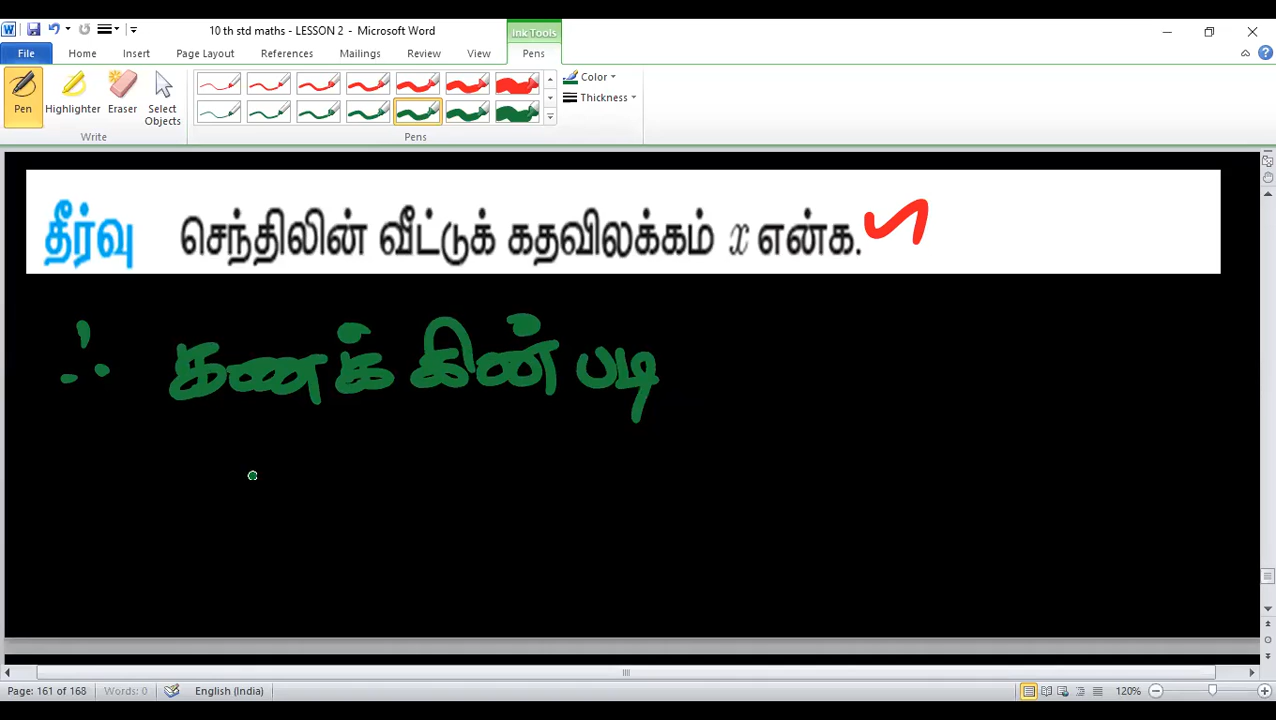 10 th std maths - LESSON 2 - Microsoft Word
Ink Tools
File Home Insert Page Layout References Mailings Review View Pens
Pen Highlighter Eraser Select Objects
Color
Thickness
Write Pens
தீர்வு செந்திலின் வீட்டுக் கதவிலக்கம் x என்க.
∴ கணக்கின் படி
Page: 161 of 168 Words: 0 English (India) 120%